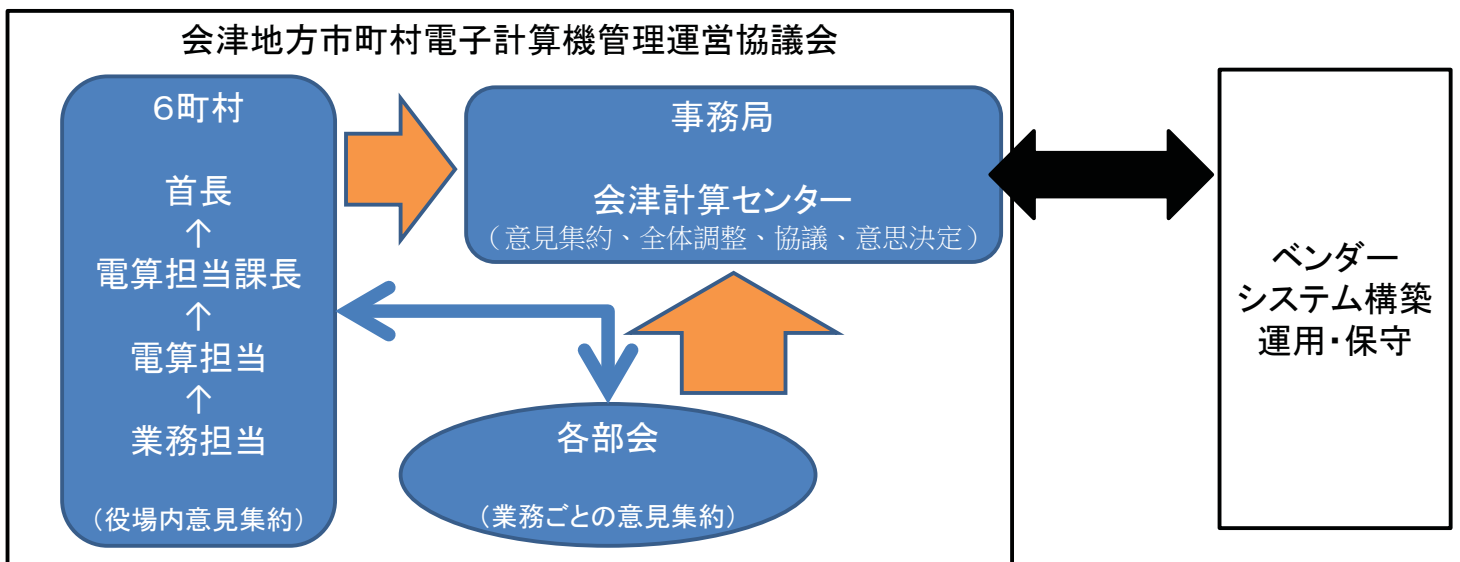 会津地方市町村電子計算機管理運営協議会
6町村
首長
↑
電算担当課長
↑
電算担当
↑
業務担当
（役場内意見集約）
事務局
会津計算センター
（意見集約、全体調整、協議、意思決定）
各部会
（業務ごとの意見集約）
ベンダー
システム構築
運用・保守